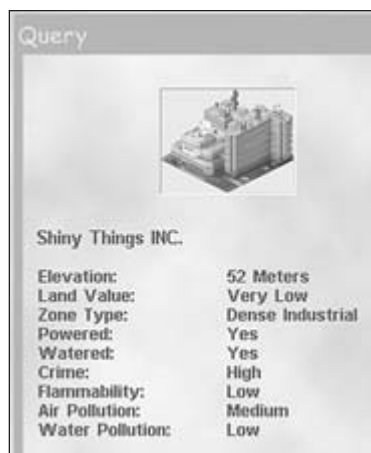 Query
Shiny Things INC.
Elevation: 52 Meters
Land Value: Very Low
Zone Type: Dense Industrial
Powered: Yes
Watered: Yes
Crime: High
Flammability: Low
Air Pollution: Medium
Water Pollution: Low